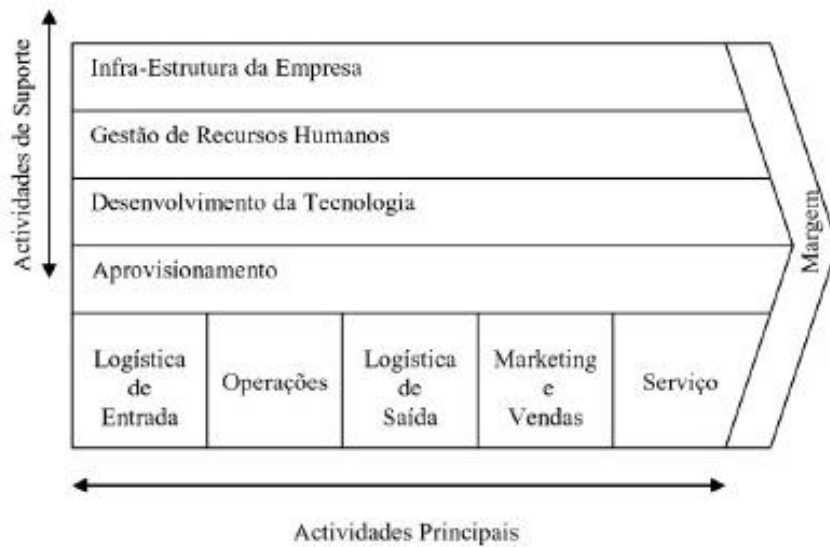 Actividades de Suporte
Infra-Estrutura da Empresa
Gestão de Recursos Humanos
Desenvolvimento da Tecnologia
Aprovisionamento
Margem
Logística
de
Entrada
Operações
Logística
de
Saída
Marketing
e
Vendas
Serviço
Actividades Principais